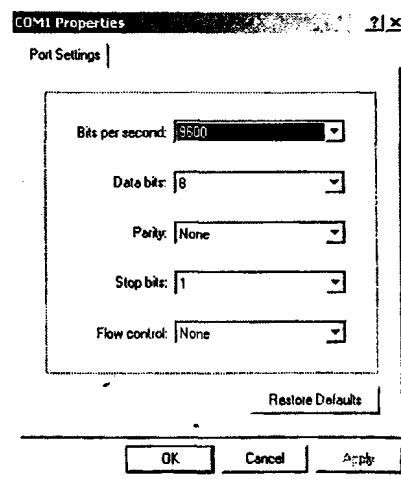 COM1 Properties ? ×
Port Settings
Bits per second: 9600
Data bits: 8
Parity: None
Stop bits: 1
Flow control: None
Restore Defaults
OK Cancel Apply